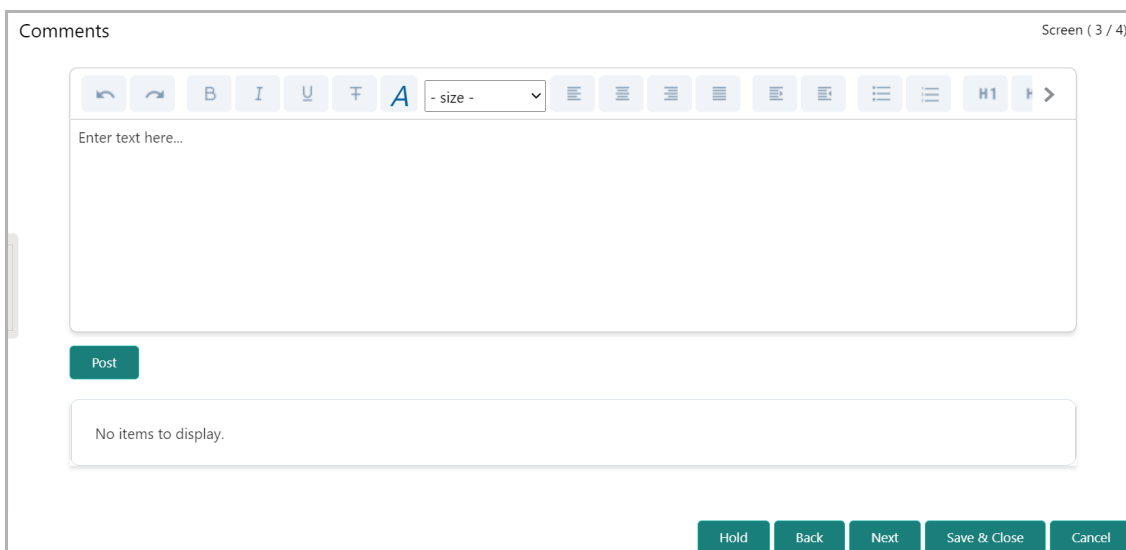 Comments
Screen ( 3 / 4)
B I U T A - size - H1
Enter text here...
Post
No items to display.
Hold Back Next Save & Close Cancel